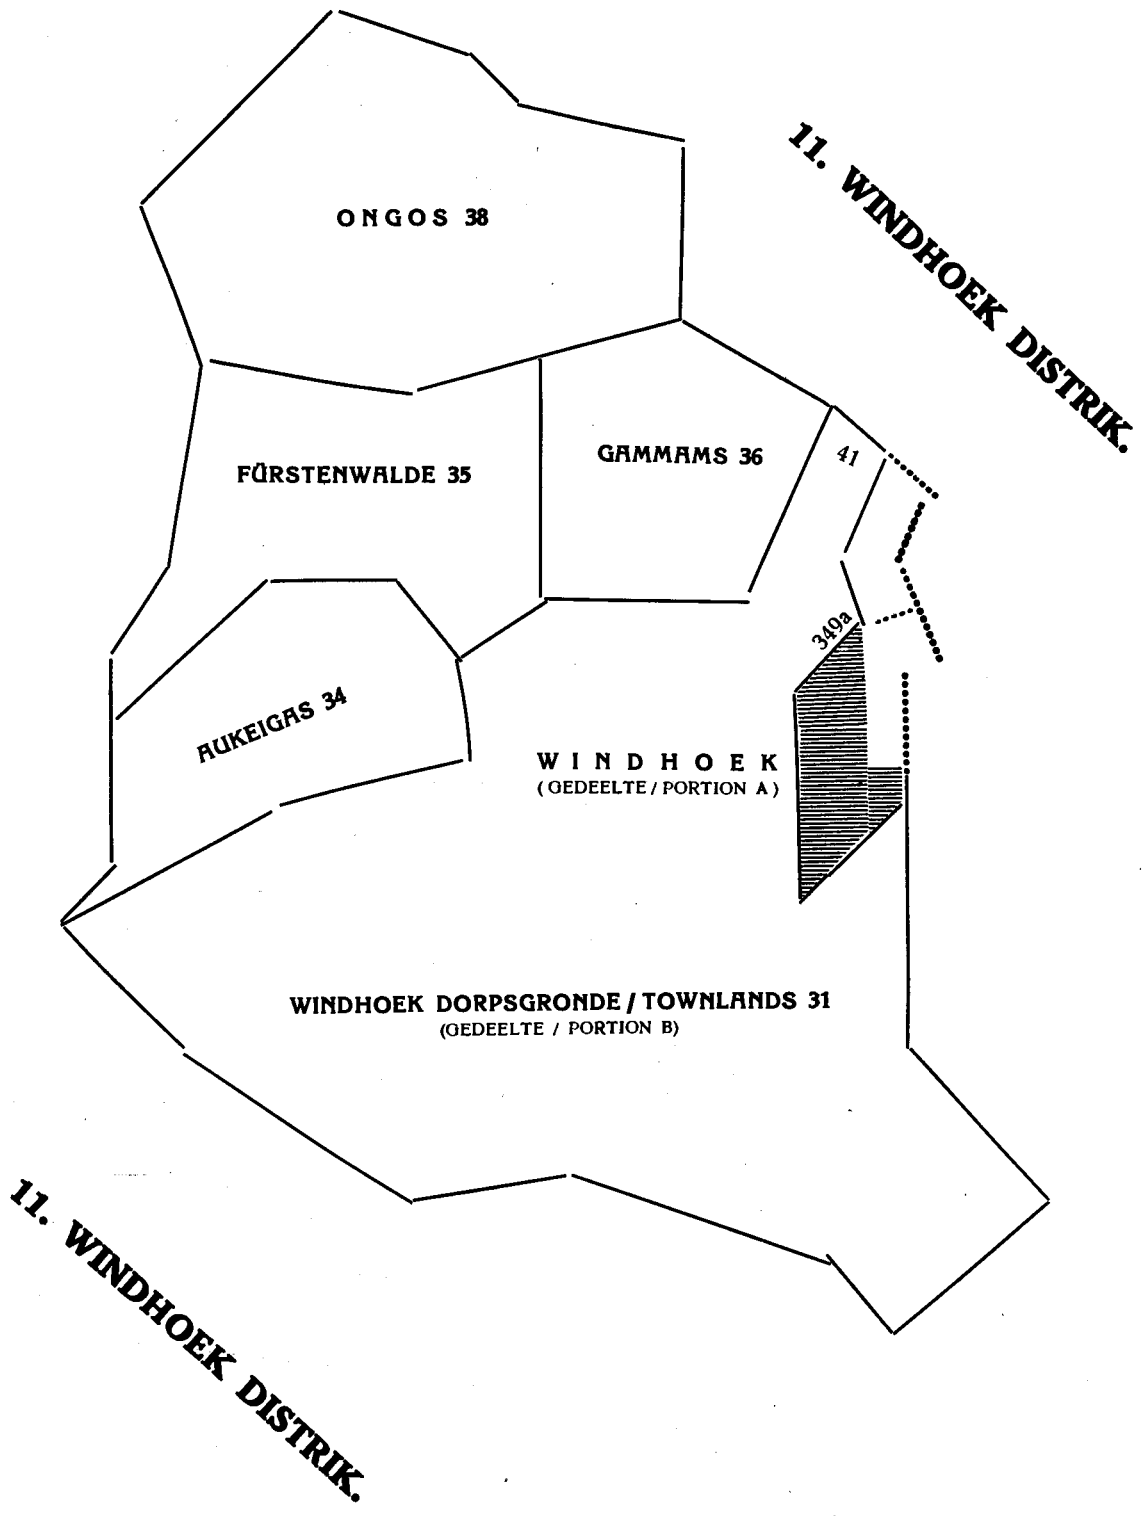 11. WINDHOEK DISTRIK.
ONGOS 38
GAMMAMS 36
41
FÜRSTENWALDE 35
349a
AUKEIGAS 34
WINDHOEK
(GEDEELTE / PORTION A)
WINDHOEK DORPSGRONDE / TOWNLANDS 31
(GEDEELTE / PORTION B)
11. WINDHOEK DISTRIK.